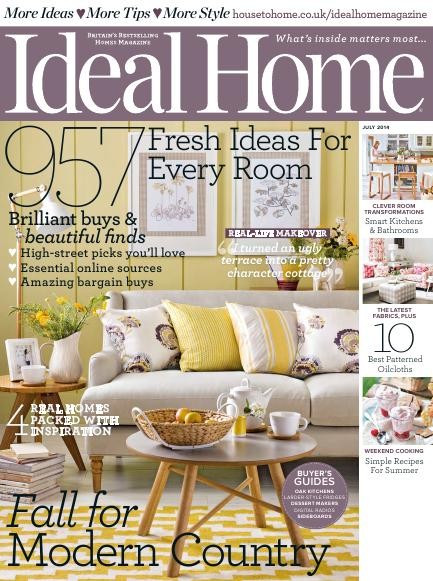 More Ideas ♥ More Tips ♥ More Style housetohome.co.uk/idealhomemagazine
Britain's Bestselling
Homes Magazine
What's inside matters most...
Ideal Home
JULY 2014
957 Fresh Ideas For
Every Room
Brilliant buys &
beautiful finds
♥ High-street picks you'll love
♥ Essential online sources
♥ Amazing bargain buys
REAL-LIFE MAKEOVER
“I turned an ugly
terrace into a pretty
character cottage”
CLEVER ROOM
TRANSFORMATIONS
Smart Kitchens
& Bathrooms
THE LATEST
FABRICS, PLUS
10
Best Patterned
Oilcloths
WEEKEND COOKING
Simple Recipes
For Summer
4 REAL HOMES
PACKED WITH
INSPIRATION
BUYER'S
GUIDES
OAK KITCHENS
LARDER-STYLE FRIDGES
DESSERT MAKERS
DIGITAL RADIOS
SIDEBOARDS
Fall for
Modern Country